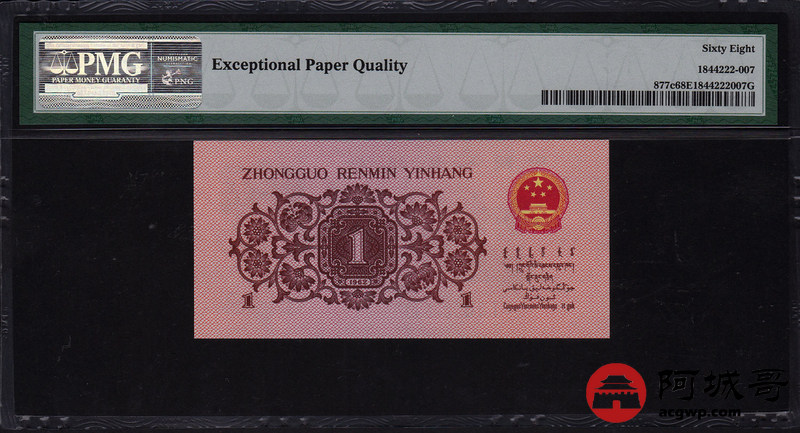 PMG
PAPER MONEY GUARANTY
NUMISMATIC
PNG
Exceptional Paper Quality
Sixty Eight
1844222-007
877c68E1844222007G
ZHONGGUO RENMIN YINHANG
1
1962
1
1
阿城哥
acgwp.com